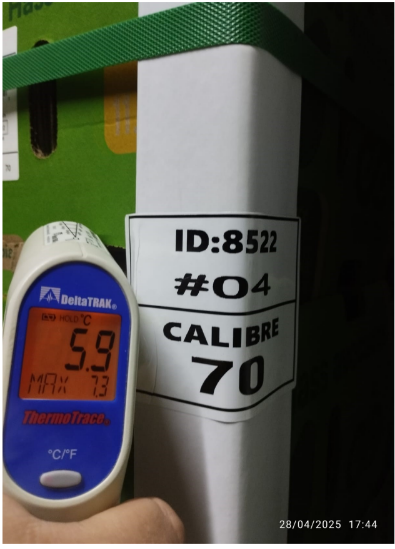 ID:8522
#04
CALIBRE
70
DeltaTRAK®
HOLD °C
5.9
MAX 7.3
ThermoTrace®
°C/°F
28/04/2025 17:44